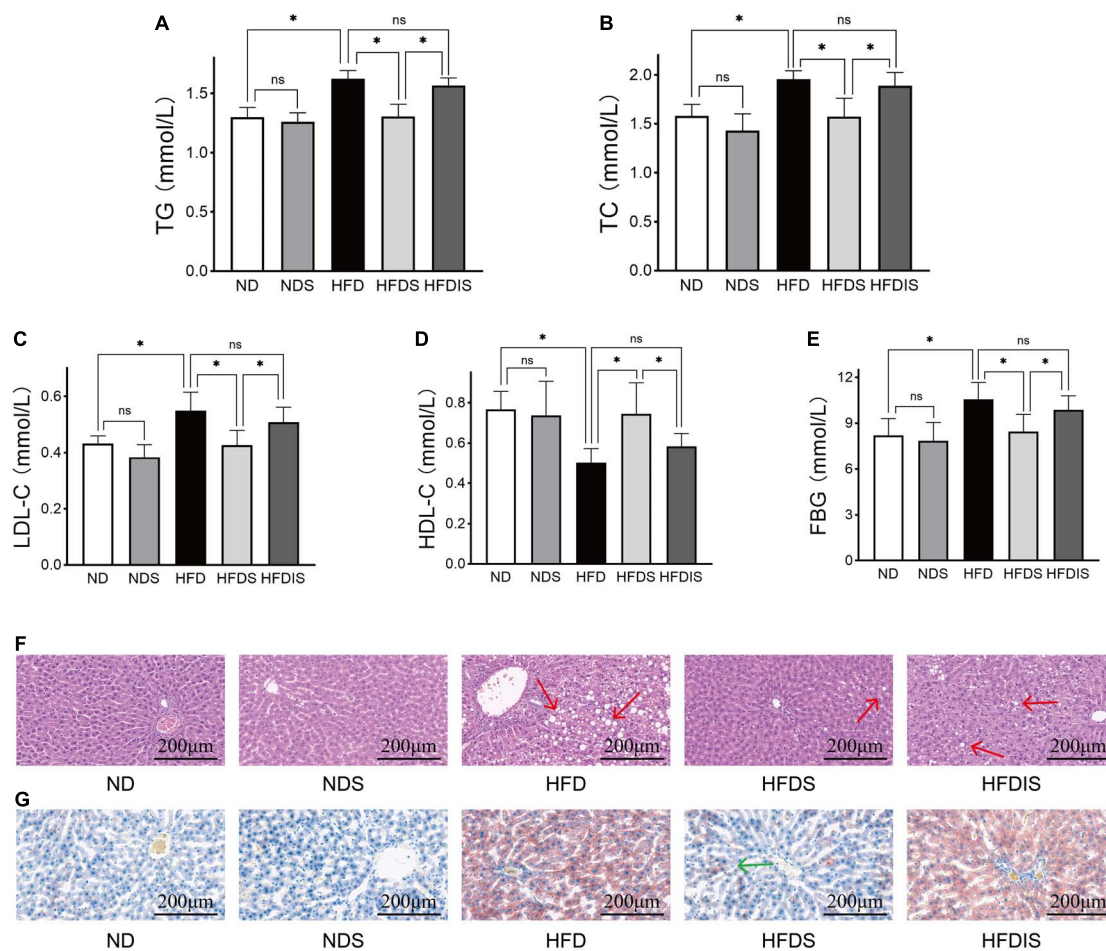 A
TG (mmol/L)
* ns
* *
ns
1.5
1.0
0.5
0.0
ND NDS HFD HFDS HFDIS
B
TC (mmol/L)
* ns
* *
ns
2.0
1.5
1.0
0.5
0.0
ND NDS HFD HFDS HFDIS
C
LDL-C (mmol/L)
* ns
* *
ns
0.6
0.4
0.2
0.0
ND NDS HFD HFDS HFDIS
D
HDL-C (mmol/L)
* ns
ns * *
0.8
0.6
0.4
0.2
0.0
ND NDS HFD HFDS HFDIS
E
FBG (mmol/L)
* ns
* *
ns
12
9
6
3
0
ND NDS HFD HFDS HFDIS
F
200μm 200μm 200μm 200μm 200μm
ND NDS HFD HFDS HFDIS
G
200μm 200μm 200μm 200μm 200μm
ND NDS HFD HFDS HFDIS